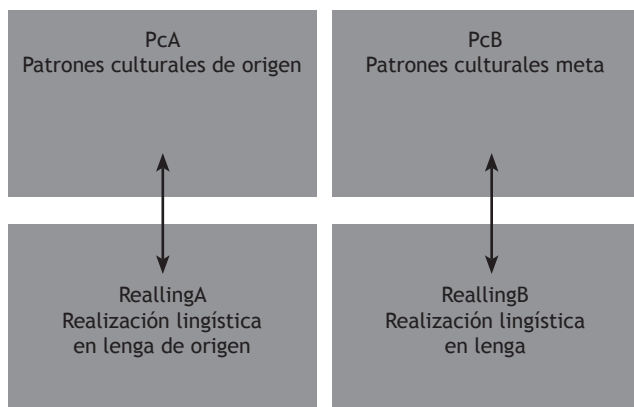 PcA
Patrones culturales de origen
PcB
Patrones culturales meta
ReallingA
Realización lingística
en lenga de origen
ReallingB
Realización lingística
en lenga